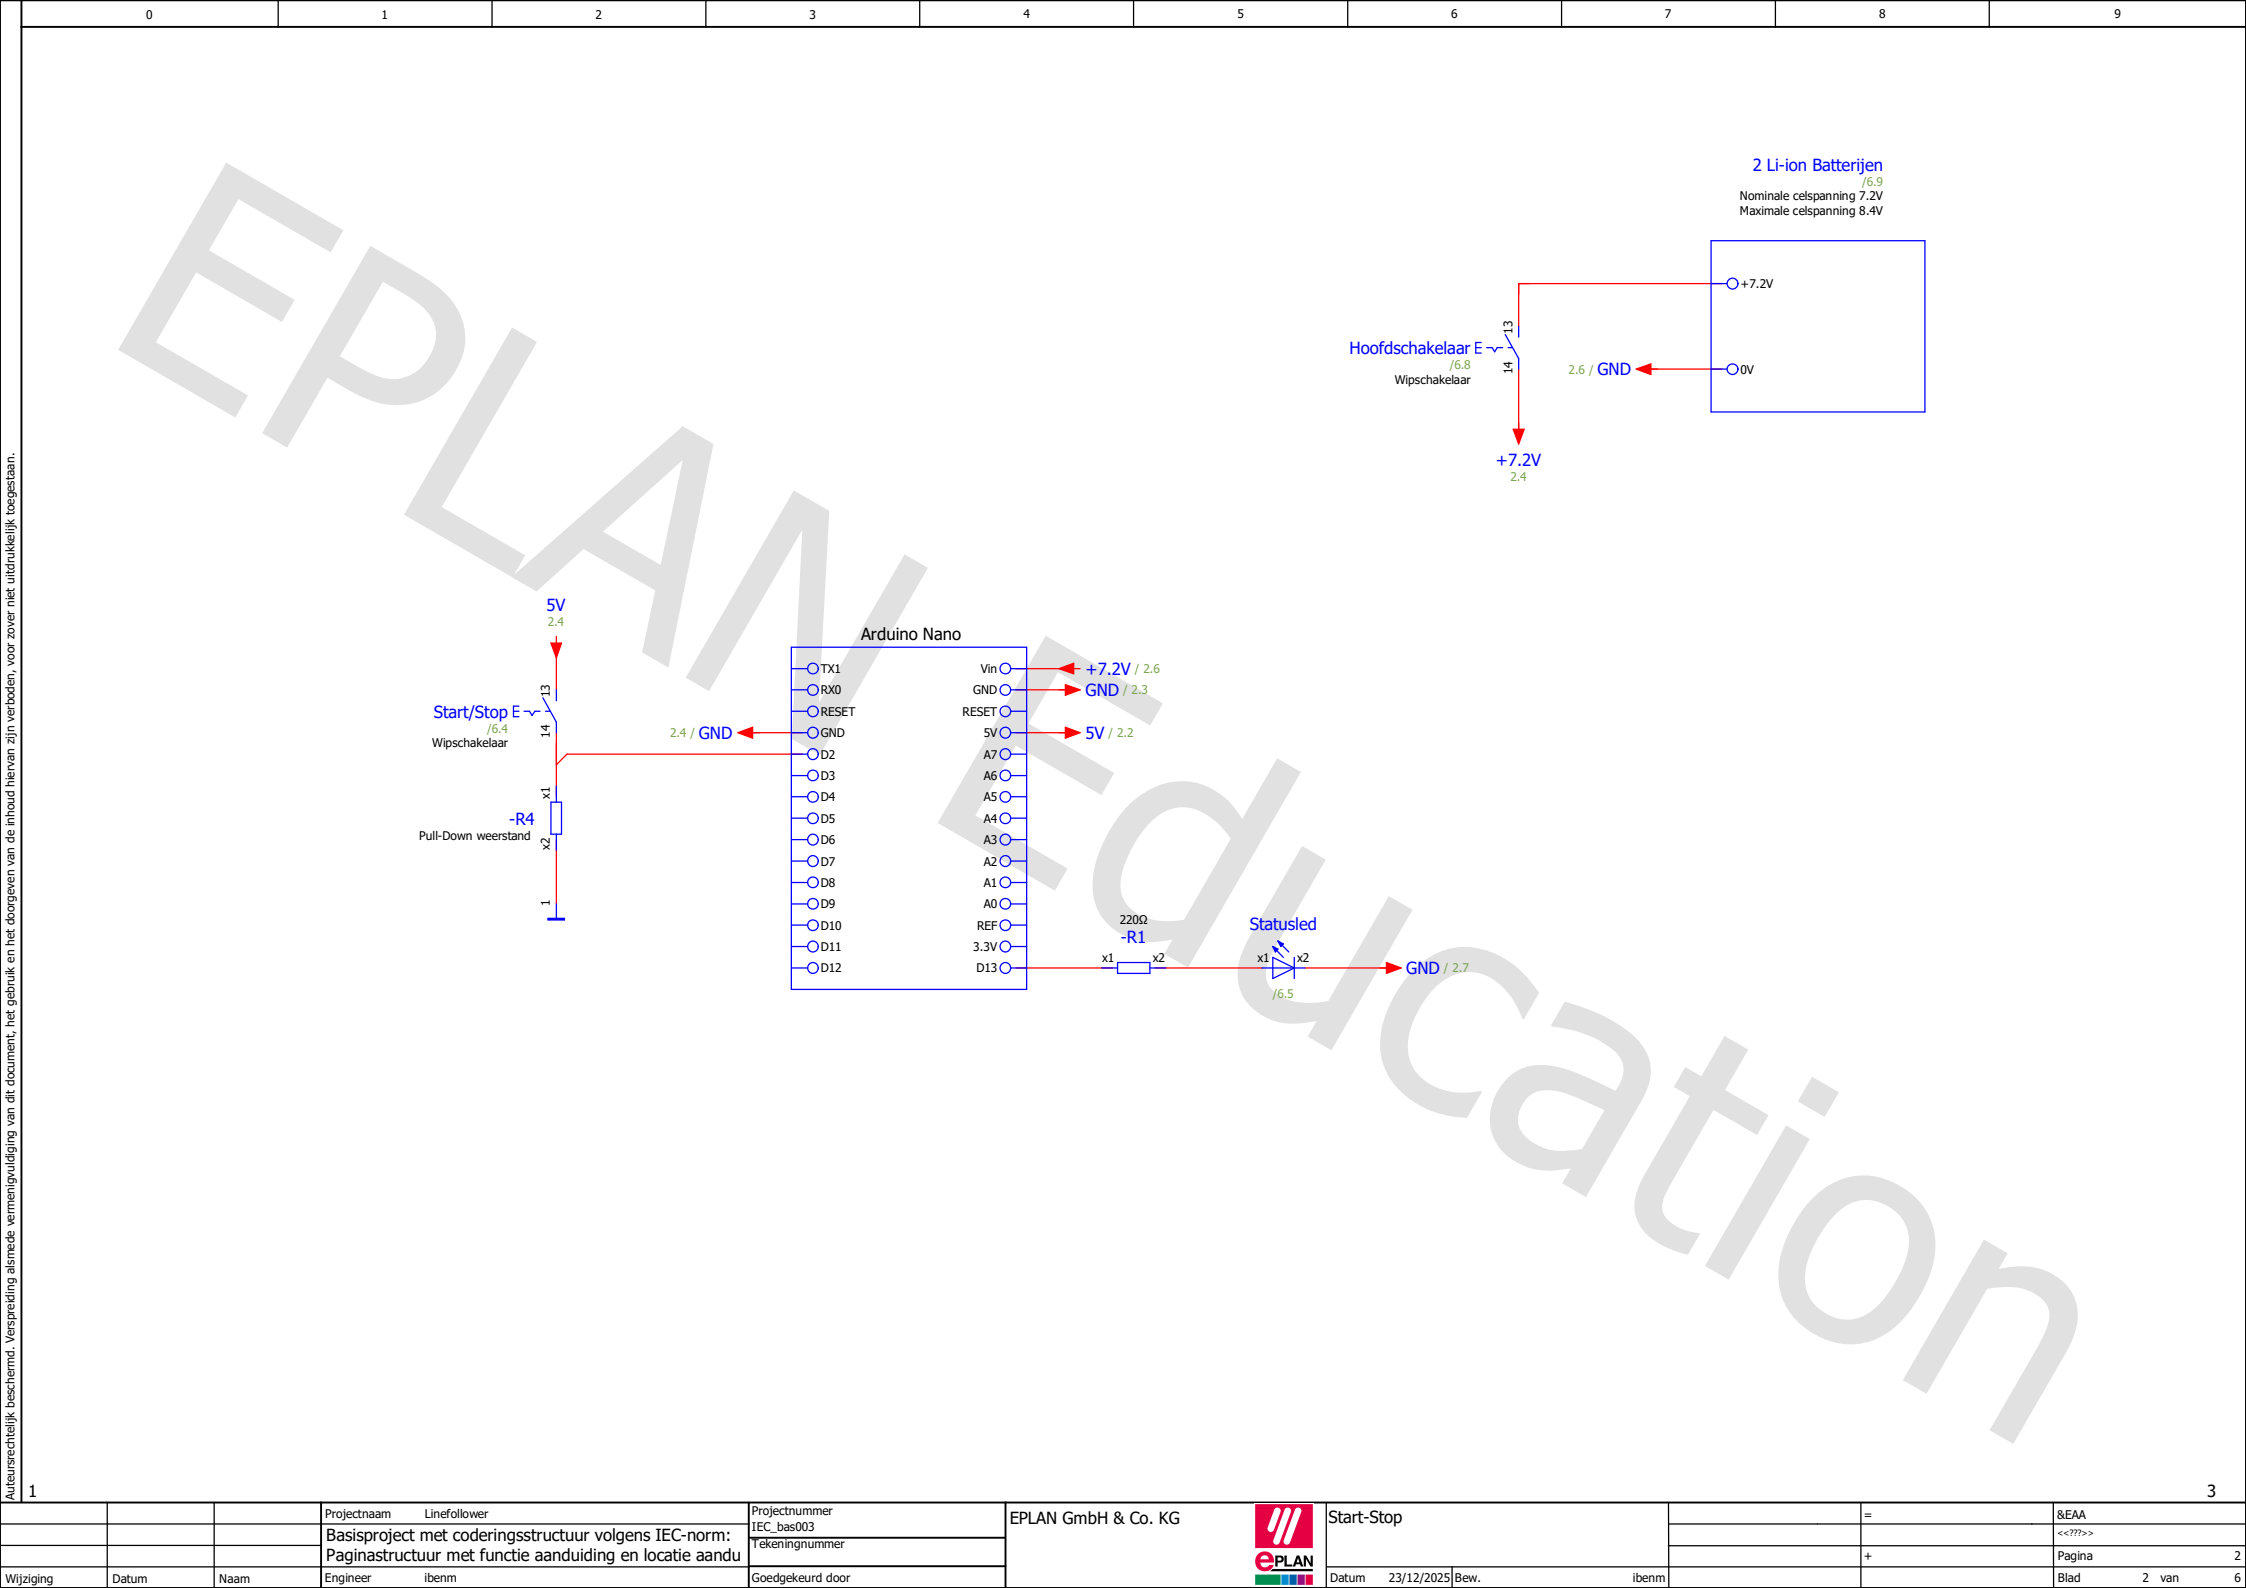 0 1 2 3 4 5 6 7 8 9
2 Li-ion Batterijen
/6.9
Nominale celspanning 7.2V
Maximale celspanning 8.4V
+7.2V
0V
13
14
Hoofdschakelaar
/6.8
Wipschakelaar
2.6 / GND
+7.2V
2.4
5V
2.4
13
14
Start/Stop
/6.4
Wipschakelaar
x1
x2
-R4
Pull-Down weerstand
1
2.4 / GND
Arduino Nano
TX1
RX0
RESET
GND
D2
D3
D4
D5
D6
D7
D8
D9
D10
D11
D12
Vin
GND
RESET
5V
A7
A6
A5
A4
A3
A2
A1
A0
REF
3.3V
D13
+7.2V / 2.6
GND / 2.3
5V / 2.2
220Ω
-R1
x1 x2
Statusled
x1 x2
/6.5
GND / 2.7
EPLAN Education
Auteursrechtelijk beschermd. Verspreiding alsmede vermenigvuldiging van dit document, het gebruik en het doorgeven van de inhoud hiervan zijn verboden, voor zover niet uitdrukkelijk toegestaan.
1
3
Wijziging Datum Naam
Projectnaam Linefollower
Basisproject met coderingsstructuur volgens IEC-norm:
Paginastructuur met functie aanduiding en locatie aandu
Engineer ibenm
Projectnummer
IEC_bas003
Tekeningnummer
Goedgekeurd door
EPLAN GmbH & Co. KG
ePLAN
Start-Stop
Datum 23/12/2025 Bew. ibenm
=
+
&EAA
<<???>>
Pagina 2
Blad 2 van 6